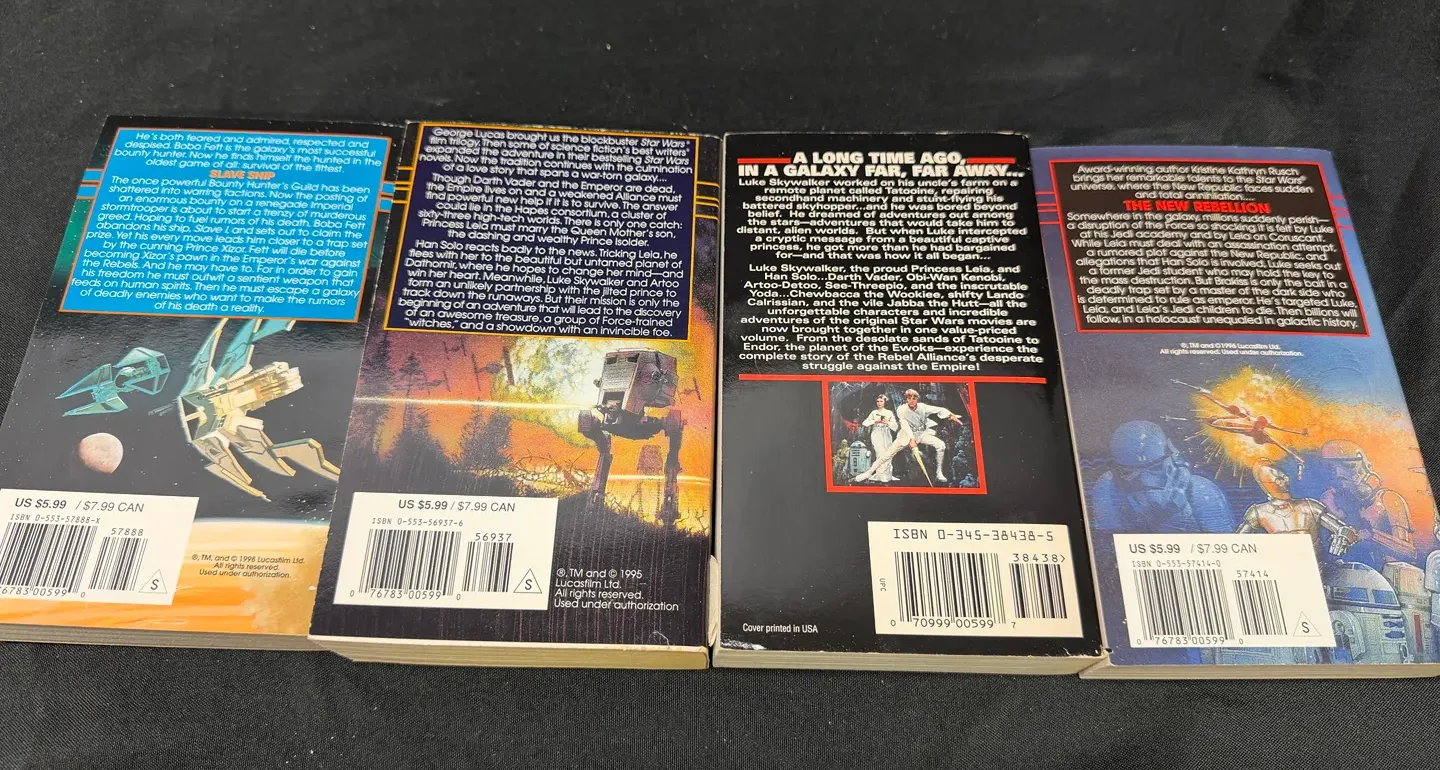 He's both feared and admired, respected and
despised. Boba Fett is the galaxy's most successful
bounty hunter. Now he finds himself the hunted in the
oldest game of all: survival of the fittest.
SLAVE SHIP
The once powerful Bounty Hunter's Guild has been
shattered into warring factions. Now the posting of
an enormous bounty on a renegade Imperial
stormtrooper is about to start a frenzy of murderous
greed. Hoping to fuel rumors of his death, Boba Fett
abandons his ship, Slave I, and sets out to claim the
prize. Yet his every move leads him closer to a trap set
by the cunning Prince Xizor. Fett will die before
becoming Xizor's pawn in the Emperor's war against
the Rebels. And he may have to. For in order to gain
his freedom he must outwit a sentient weapon that
feeds on human spirits. Then he must escape a galaxy
of deadly enemies who want to make the rumors
of his death a reality.
US $5.99 / $7.99 CAN
ISBN 0-553-57888-X
57888
0 76783 00599 0
S
®, TM, and © 1998 Lucasfilm Ltd.
All rights reserved.
Used under authorization.
George Lucas brought us the blockbuster Star Wars®
film trilogy. Then some of science fiction's best writers
expanded the adventure in their bestselling Star Wars
novels. Now the tradition continues with the culmination
of a love story that spans a war-torn galaxy....
Though Darth Vader and the Emperor are dead,
the Empire lives on and a weakened Alliance must
find powerful new help if it is to survive. The answer
could lie in the Hapes consortium, a cluster of
sixty-three high-tech worlds. There is only one catch:
Princess Leia must marry the Queen Mother's son,
the dashing and wealthy Prince Isolder.
Han Solo reacts badly to the news. Tricking Leia, he
flees with her to the beautiful but untamed planet of
Dathomir, where he hopes to change her mind—and
win her heart. Meanwhile, Luke Skywalker and Artoo
form an unlikely partnership with the jilted prince to
track down the runaways. But their mission is only the
beginning of an adventure that will lead to the discovery
of an awesome treasure, a group of Force-trained
"witches," and a showdown with an invincible foe.
US $5.99 / $7.99 CAN
ISBN 0-553-56937-6
56937
0 76783 00599 0
S
®, TM and © 1995
Lucasfilm Ltd.
All rights reserved.
Used under authorization
A LONG TIME AGO,
IN A GALAXY FAR, FAR AWAY...
Luke Skywalker worked on his uncle's farm on a
remote planet called Tatooine, repairing
secondhand machinery and stunt-flying his
battered skyhopper...and he was bored beyond
belief. He dreamed of adventures out among
the stars—adventures that would take him to
distant, alien worlds. But when Luke intercepted
a cryptic message from a beautiful captive
princess, he got more than he had bargained
for—and that was how it all began...
Luke Skywalker, the proud Princess Leia, and
Han Solo...Darth Vader, Obi-Wan Kenobi,
Artoo-Detoo, See-Threepio, and the inscrutable
Yoda...Chewbacca the Wookiee, shifty Lando
Calrissian, and the vile Jabba the Hutt—all the
unforgettable characters and incredible
adventures of the original Star Wars movies are
now brought together in one value-priced
volume. From the desolate sands of Tatooine to
Endor, the planet of the Ewoks—experience the
complete story of the Rebel Alliance's desperate
struggle against the Empire!
ISBN 0-345-38438-5
38438>
UPC
0 70999 00599 7
Cover printed in USA
Award-winning author Kristine Kathryn Rusch
brings her remarkable talents to the Star Wars®
universe, where the New Republic faces sudden
and total annihilation....
THE NEW REBELLION
Somewhere in the galaxy, millions suddenly perish—
a disruption of the Force so shocking it is felt by Luke
at his Jedi academy and by Leia on Coruscant.
While Leia must deal with an assassination attempt,
a rumored plot against the New Republic, and
allegations that Han Solo is involved, Luke seeks out
a former Jedi student who may hold the key to
the mass destruction. But Brakiss is only the bait in a
deadly trap set by a master of the dark side who
is determined to rule as emperor. He's targeted Luke,
Leia, and Leia's Jedi children to die. Then billions will
follow, in a holocaust unequaled in galactic history.
®, TM and © 1996 Lucasfilm Ltd.
All rights reserved. Used under authorization.
US $5.99 / $7.99 CAN
ISBN 0-553-57414-0
57414
0 76783 00599 0
S